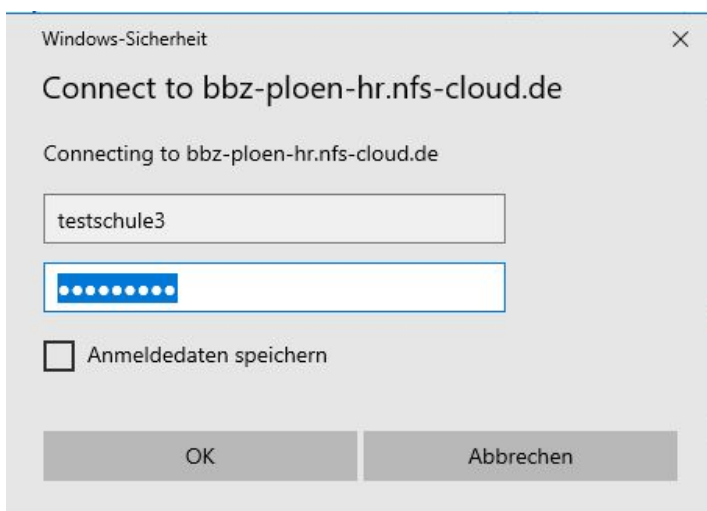 Windows-Sicherheit
Connect to bbz-ploen-hr.nfs-cloud.de
Connecting to bbz-ploen-hr.nfs-cloud.de
testschule3
●●●●●●●●●
Anmeldedaten speichern
OK
Abbrechen